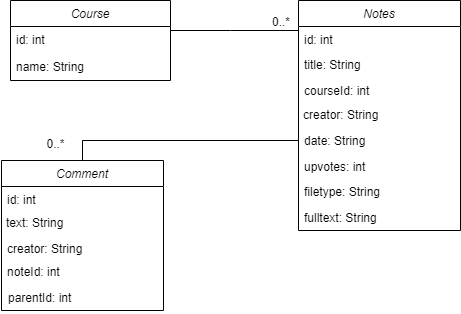 Course
id: int
name: String
0..*
Notes
id: int
title: String
courseId: int
creator: String
date: String
upvotes: int
filetype: String
fulltext: String
0..*
Comment
id: int
text: String
creator: String
noteId: int
parentId: int